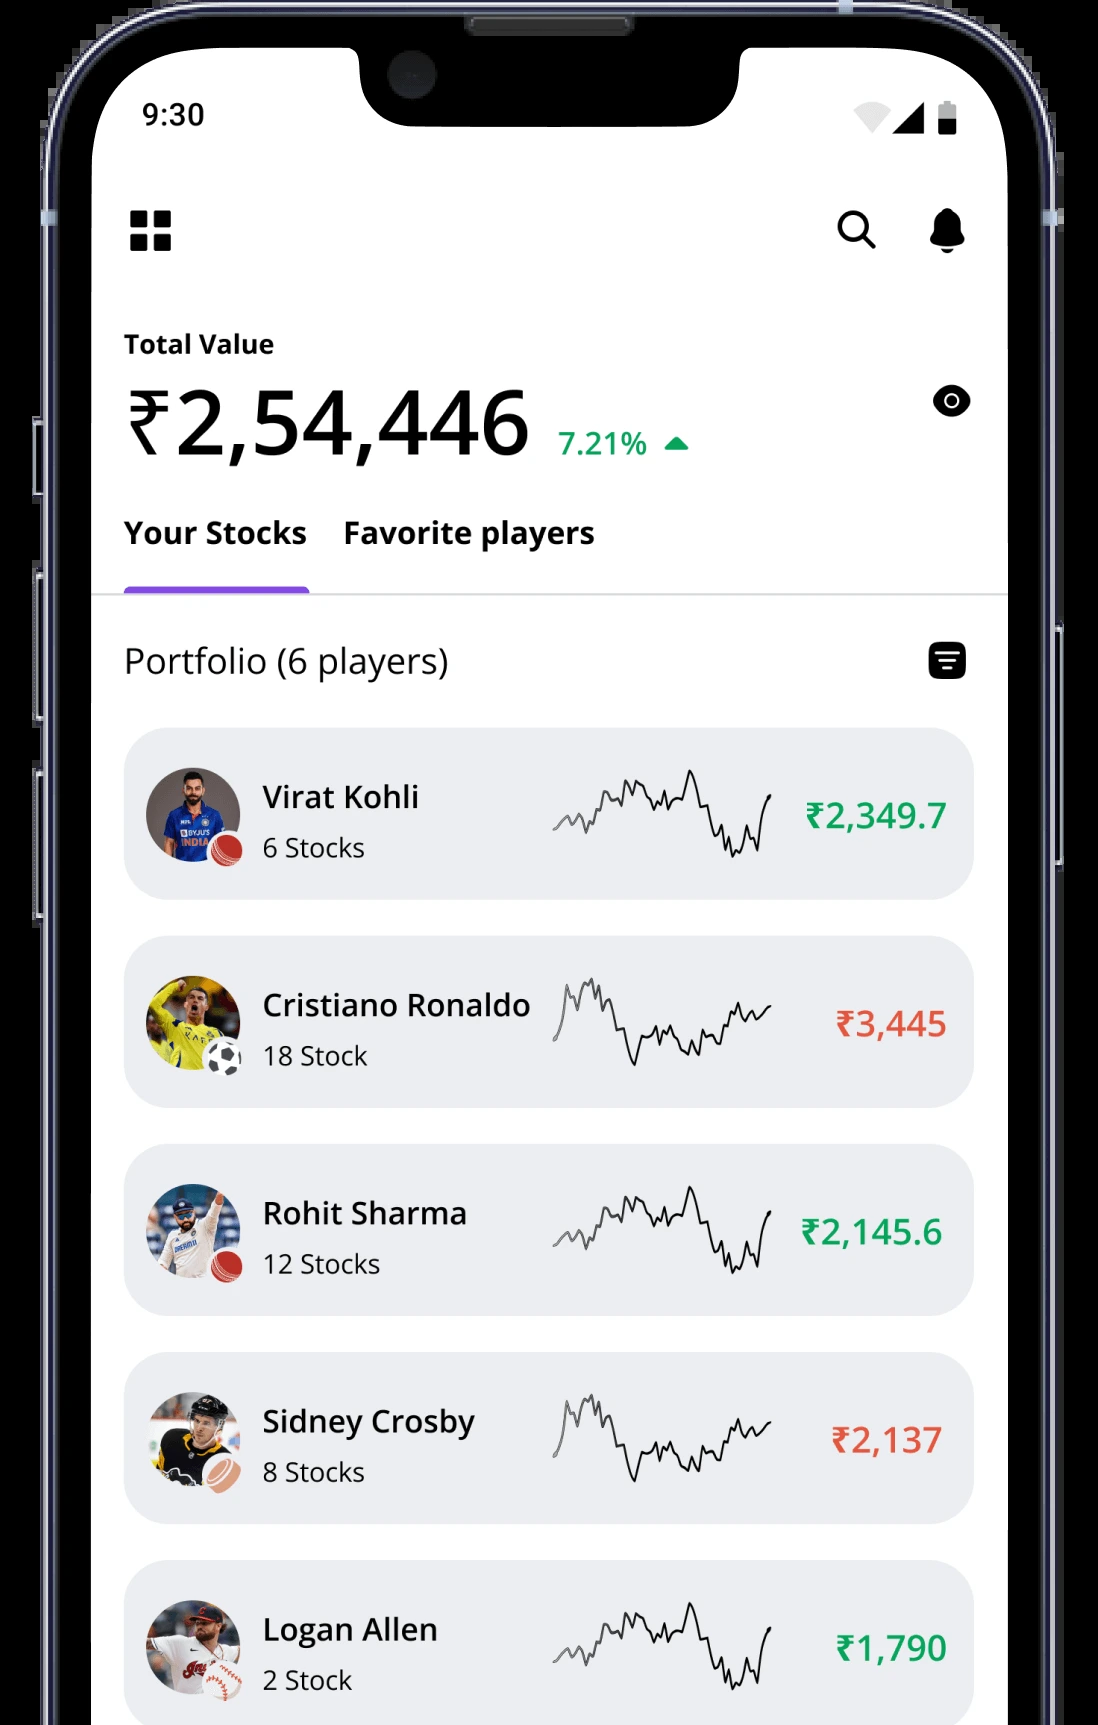 9:30
Total Value
₹2,54,446 7.21%
Your Stocks Favorite players
Portfolio (6 players)
Virat Kohli
6 Stocks
₹2,349.7
BYJU'S
INDIA
Cristiano Ronaldo
18 Stock
₹3,445
Rohit Sharma
12 Stocks
₹2,145.6
Sidney Crosby
8 Stocks
₹2,137
Logan Allen
2 Stock
₹1,790